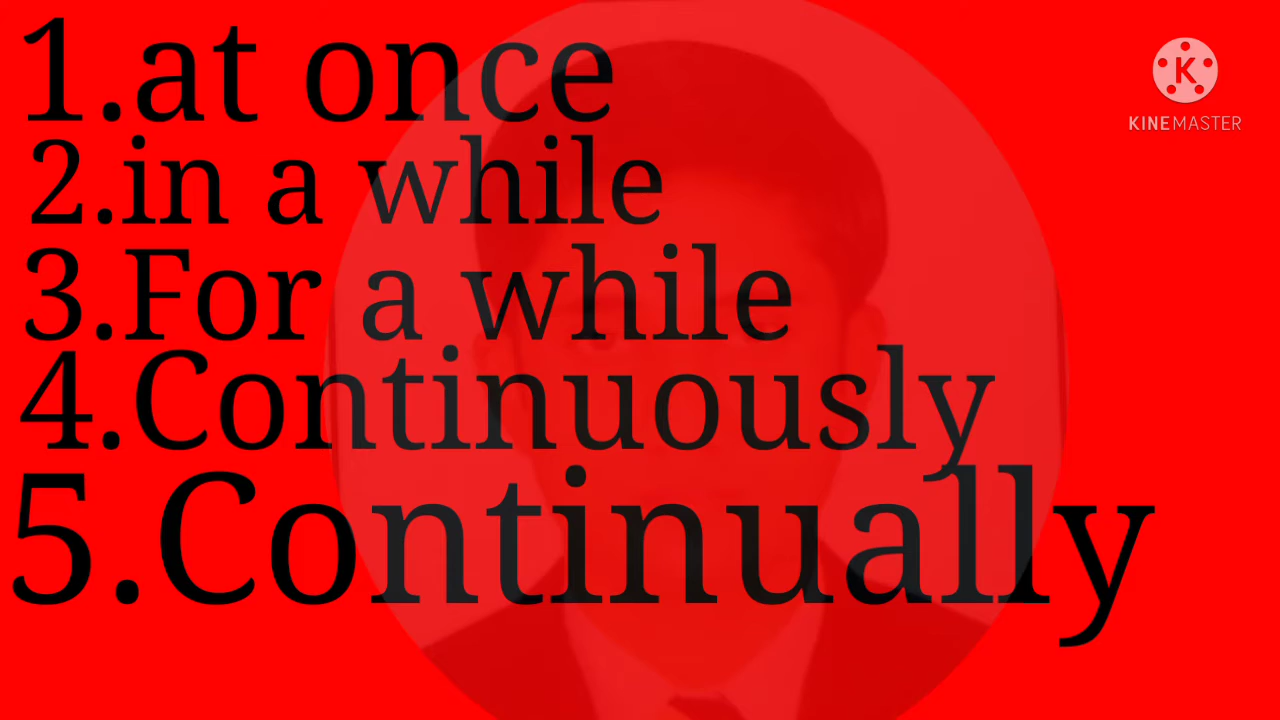 1.at once
KINEMASTER
2.in a while
3.For a while
4.Continuously
5.Continually